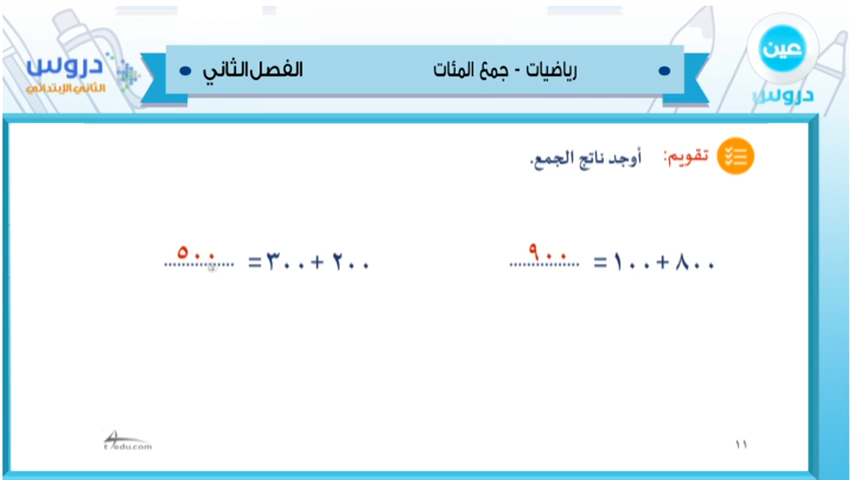 عين
دروس
رياضيات - جمع المئات
الفصل الثاني
دروس
الثاني الإبتدائي
تقويم: أوجد ناتج الجمع.
٨٠٠ + ١٠٠ = ٩٠٠
٢٠٠ + ٣٠٠ = ٥٠٠
١١
t4edu.com